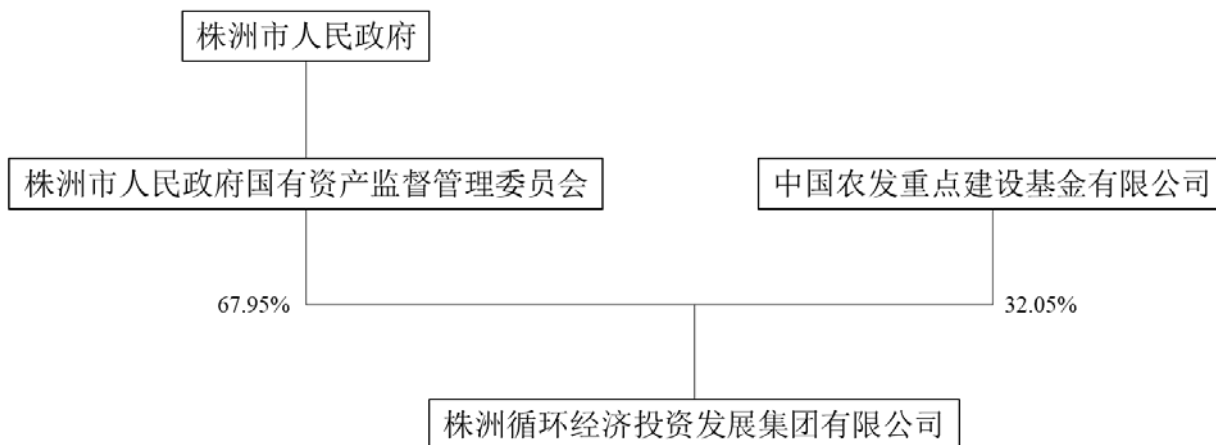 株洲市人民政府
株洲市人民政府国有资产监督管理委员会
中国农发重点建设基金有限公司
67.95%
32.05%
株洲循环经济投资发展集团有限公司